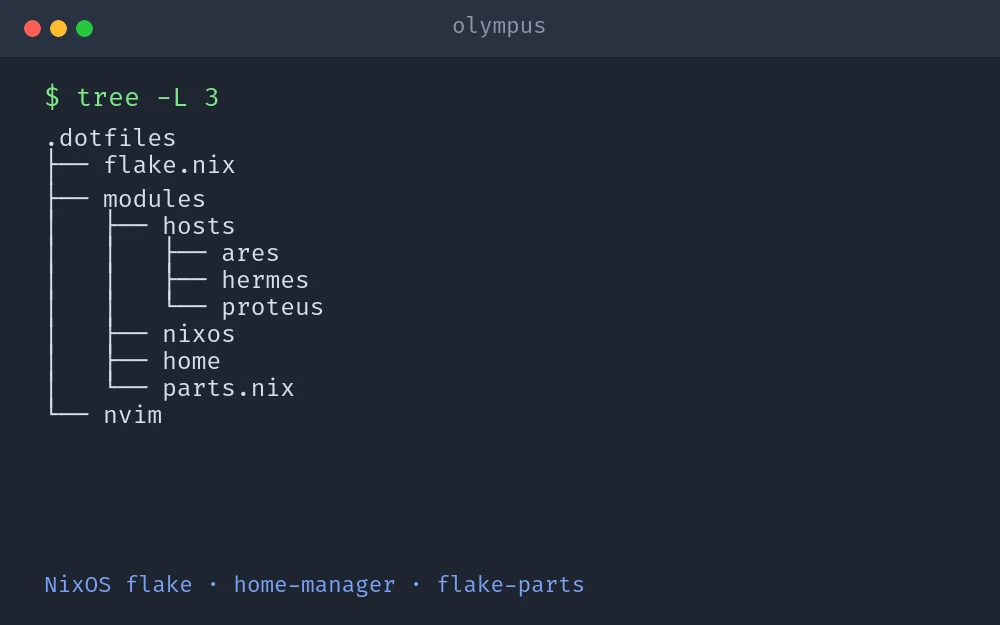 olympus
$ tree -L 3
.dotfiles
├── flake.nix
├── modules
│   ├── hosts
│   │   ├── ares
│   │   ├── hermes
│   │   └── proteus
│   ├── nixos
│   ├── home
│   └── parts.nix
└── nvim
NixOS flake · home-manager · flake-parts